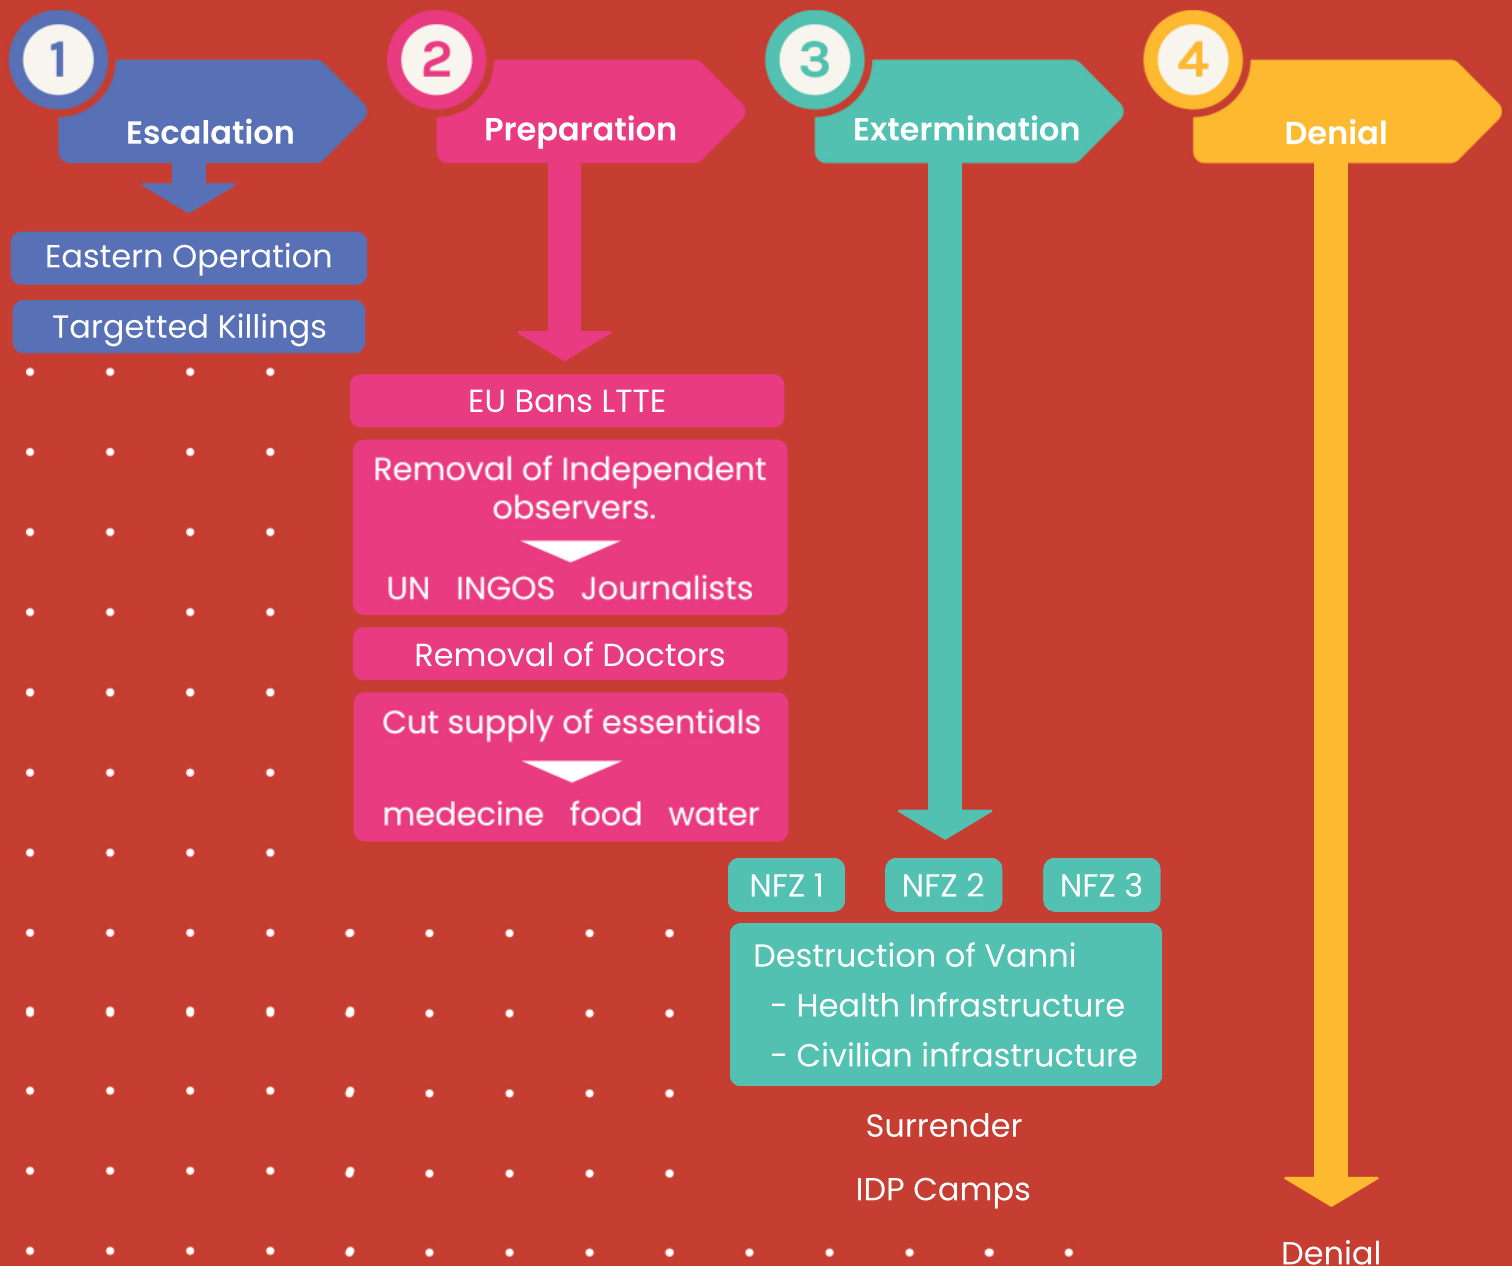 1
Escalation
Eastern Operation
Targetted Killings
2
Preparation
EU Bans LTTE
Removal of Independent
observers.
UN INGOS Journalists
Removal of Doctors
Cut supply of essentials
medecine food water
3
Extermination
NFZ 1 NFZ 2 NFZ 3
Destruction of Vanni
- Health Infrastructure
- Civilian infrastructure
Surrender
IDP Camps
4
Denial
Denial